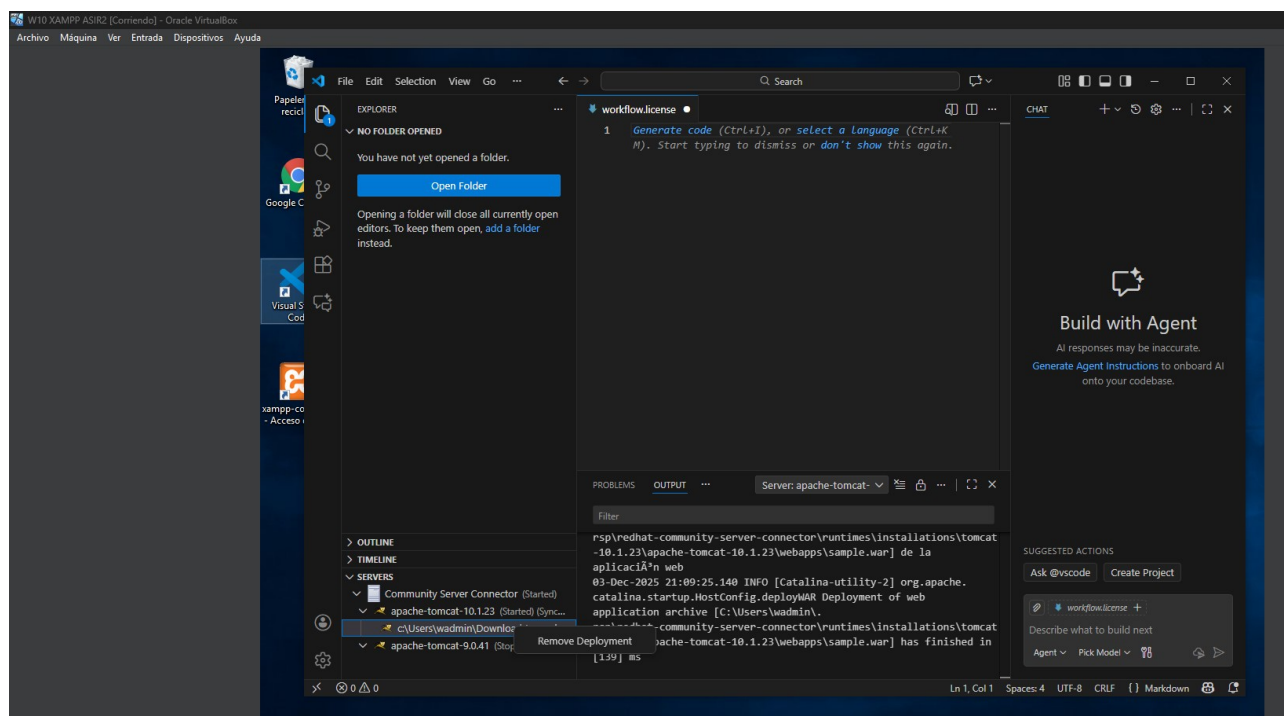 W10 XAMPP ASIR2 [Corriendo] - Oracle VirtualBox
Archivo Máquina Ver Entrada Dispositivos Ayuda
Papeler
recicl
Google C
Visual S
Cod
xampp-co
- Acceso
File Edit Selection View Go ··· ← → Search
EXPLORER ···
NO FOLDER OPENED
You have not yet opened a folder.
Open Folder
Opening a folder will close all currently open
editors. To keep them open, add a folder
instead.
OUTLINE
TIMELINE
SERVERS
Community Server Connector (Started)
apache-tomcat-10.1.23 (Started) (Sync...
c:\Users\wadmin\Downloa
apache-tomcat-9.0.41 (Stop
Remove Deployment
workflow.license
1 Generate code (Ctrl+I), or select a language (Ctrl+K
M). Start typing to dismiss or don't show this again.
PROBLEMS OUTPUT ··· Server: apache-tomcat-
Filter
rsp\redhat-community-server-connector\runtimes\installations\tomcat
-10.1.23\apache-tomcat-10.1.23\webapps\sample.war] de la
aplicaciÃ³n web
03-Dec-2025 21:09:25.140 INFO [Catalina-utility-2] org.apache.
catalina.startup.HostConfig.deployWAR Deployment of web
application archive [C:\Users\wadmin\.
rsp\redhat-community-server-connector\runtimes\installations\tomcat
pache-tomcat-10.1.23\webapps\sample.war] has finished in
[139] ms
CHAT
Build with Agent
AI responses may be inaccurate.
Generate Agent Instructions to onboard AI
onto your codebase.
SUGGESTED ACTIONS
Ask @vscode Create Project
workflow.license +
Describe what to build next
Agent Pick Model
1
0 0
Ln 1, Col 1 Spaces: 4 UTF-8 CRLF {} Markdown